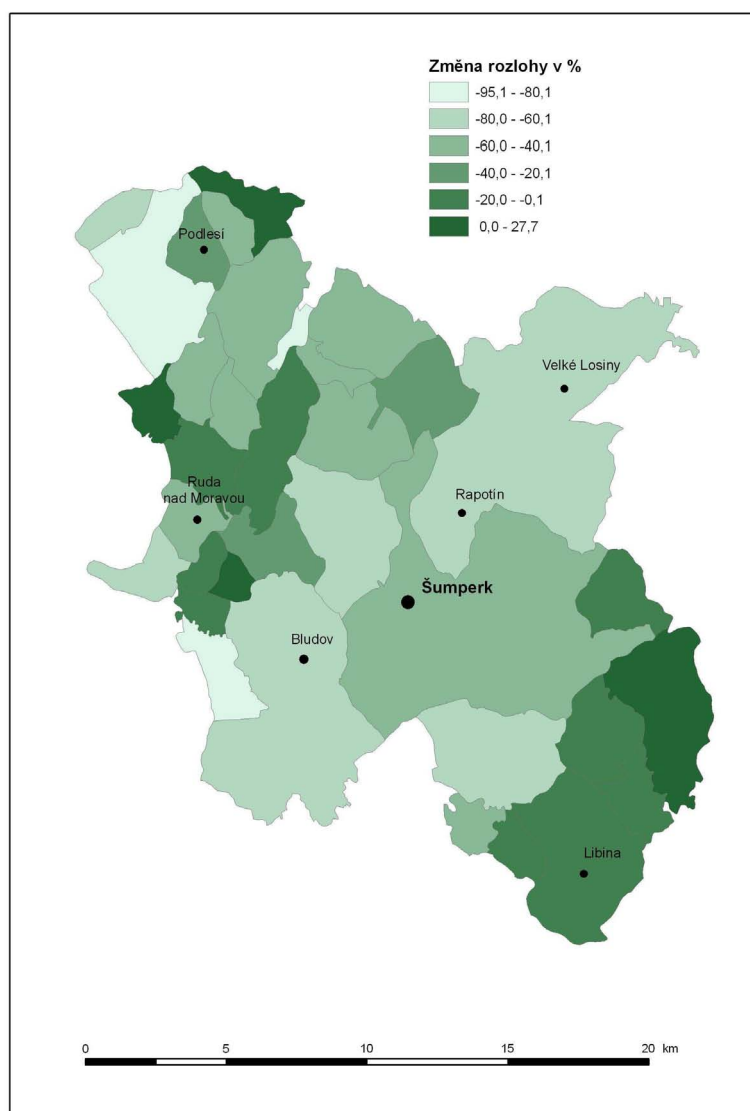 Změna rozlohy v %
-95,1 - -80,1
-80,0 - -60,1
-60,0 - -40,1
-40,0 - -20,1
-20,0 - -0,1
0,0 - 27,7
Podlesí
Velké Losiny
Ruda
nad Moravou
Rapotín
Šumperk
Bludov
Libina
0 5 10 15 20 km